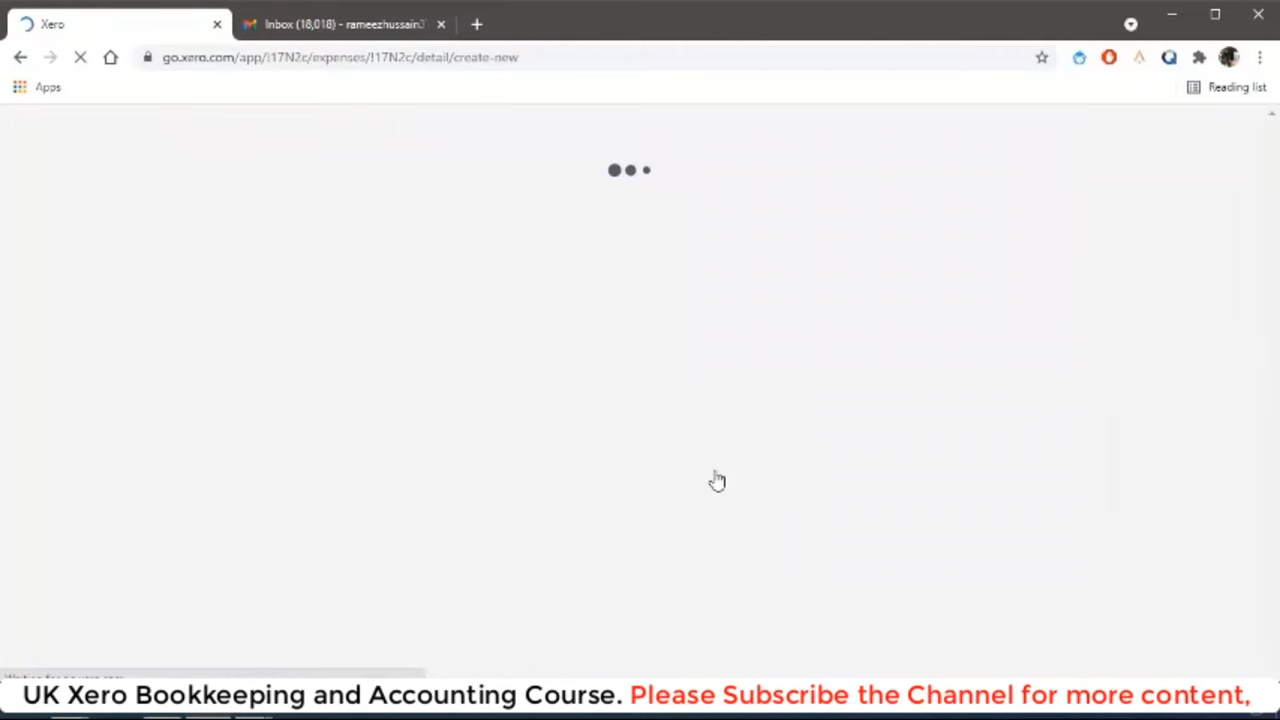 Xero
Inbox (18,018) - rameezhussain3
go.xero.com/app/!17N2c/expenses/!17N2c/detail/create-new
Apps
Reading list
UK Xero Bookkeeping and Accounting Course. Please Subscribe the Channel for more content,